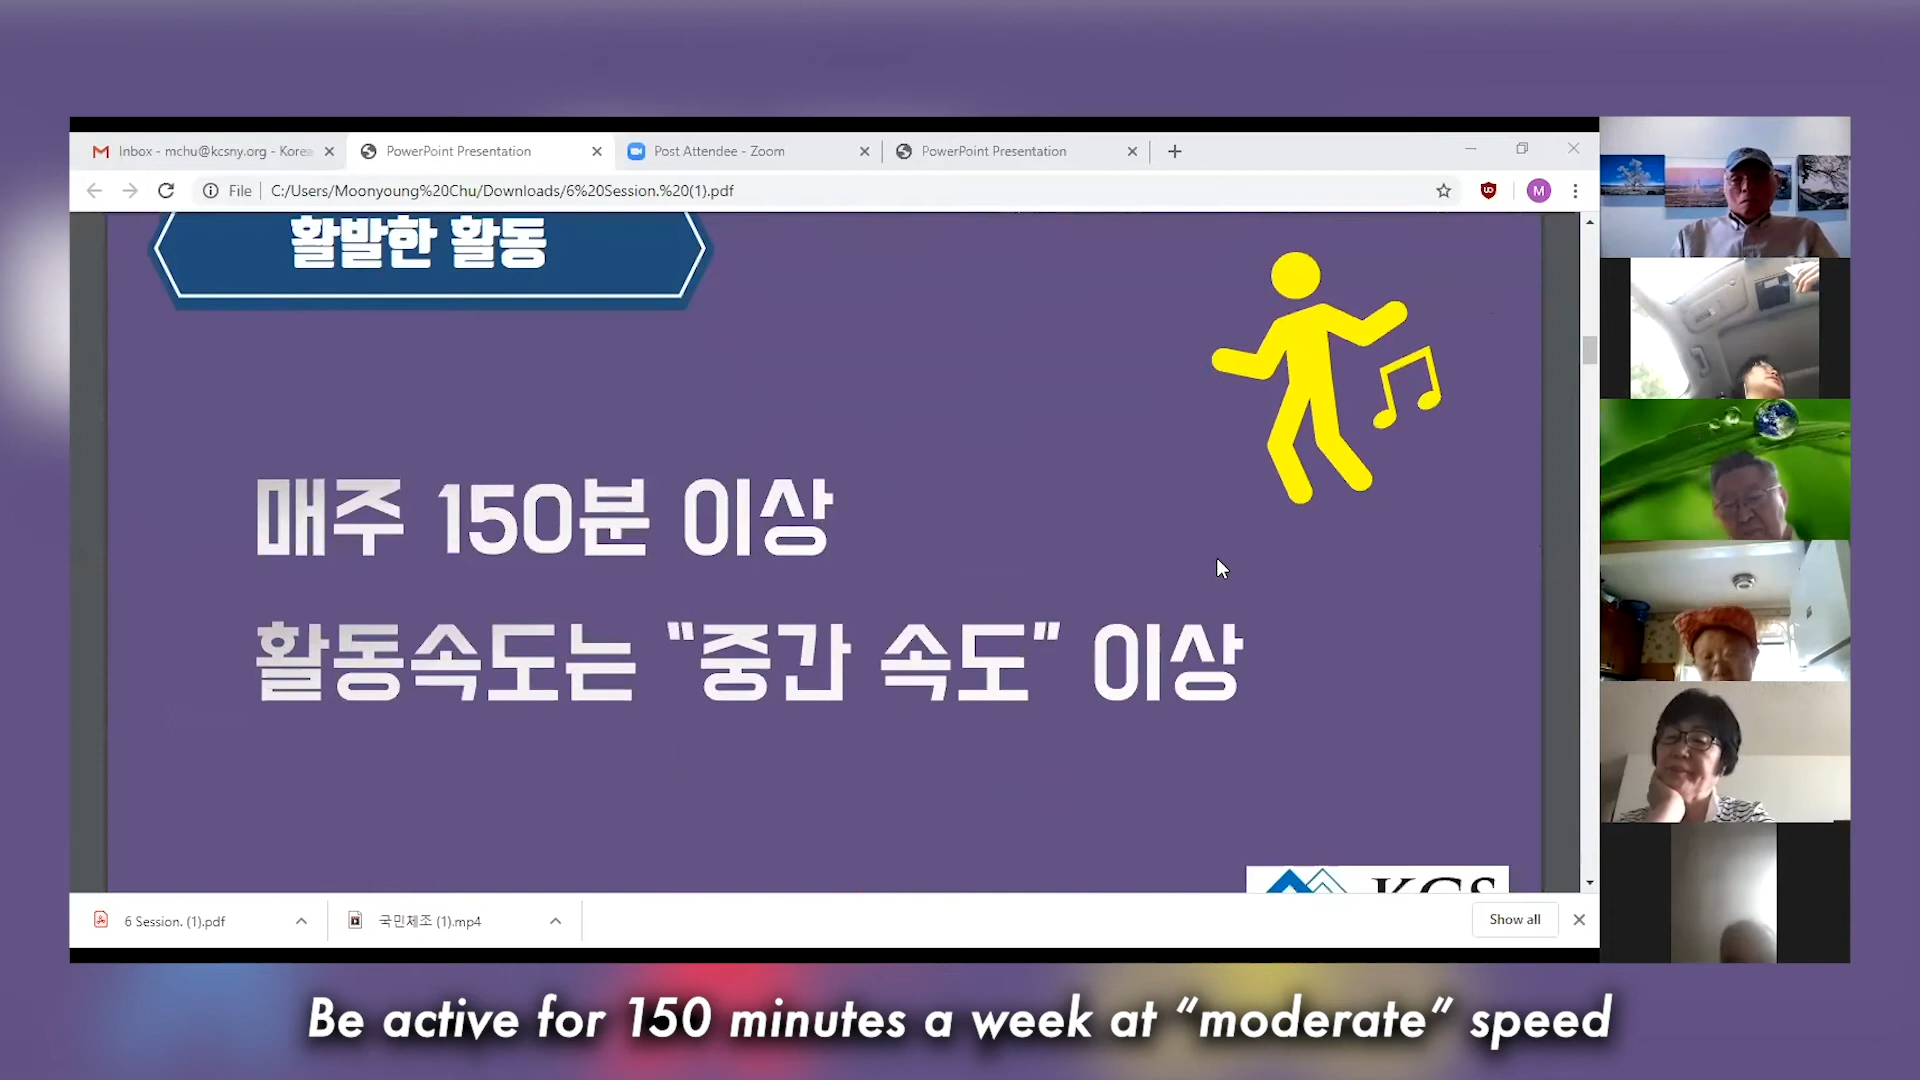 Inbox - mchu@kcsny.org - Korea
PowerPoint Presentation
Post Attendee - Zoom
PowerPoint Presentation
File
C:/Users/Moonyoung%20Chu/Downloads/6%20Session.%20(1).pdf
M
활발한 활동
매주 150분 이상
활동속도는 "중간 속도" 이상
KCS
6 Session. (1).pdf
국민체조 (1).mp4
Show all
Be active for 150 minutes a week at “moderate” speed